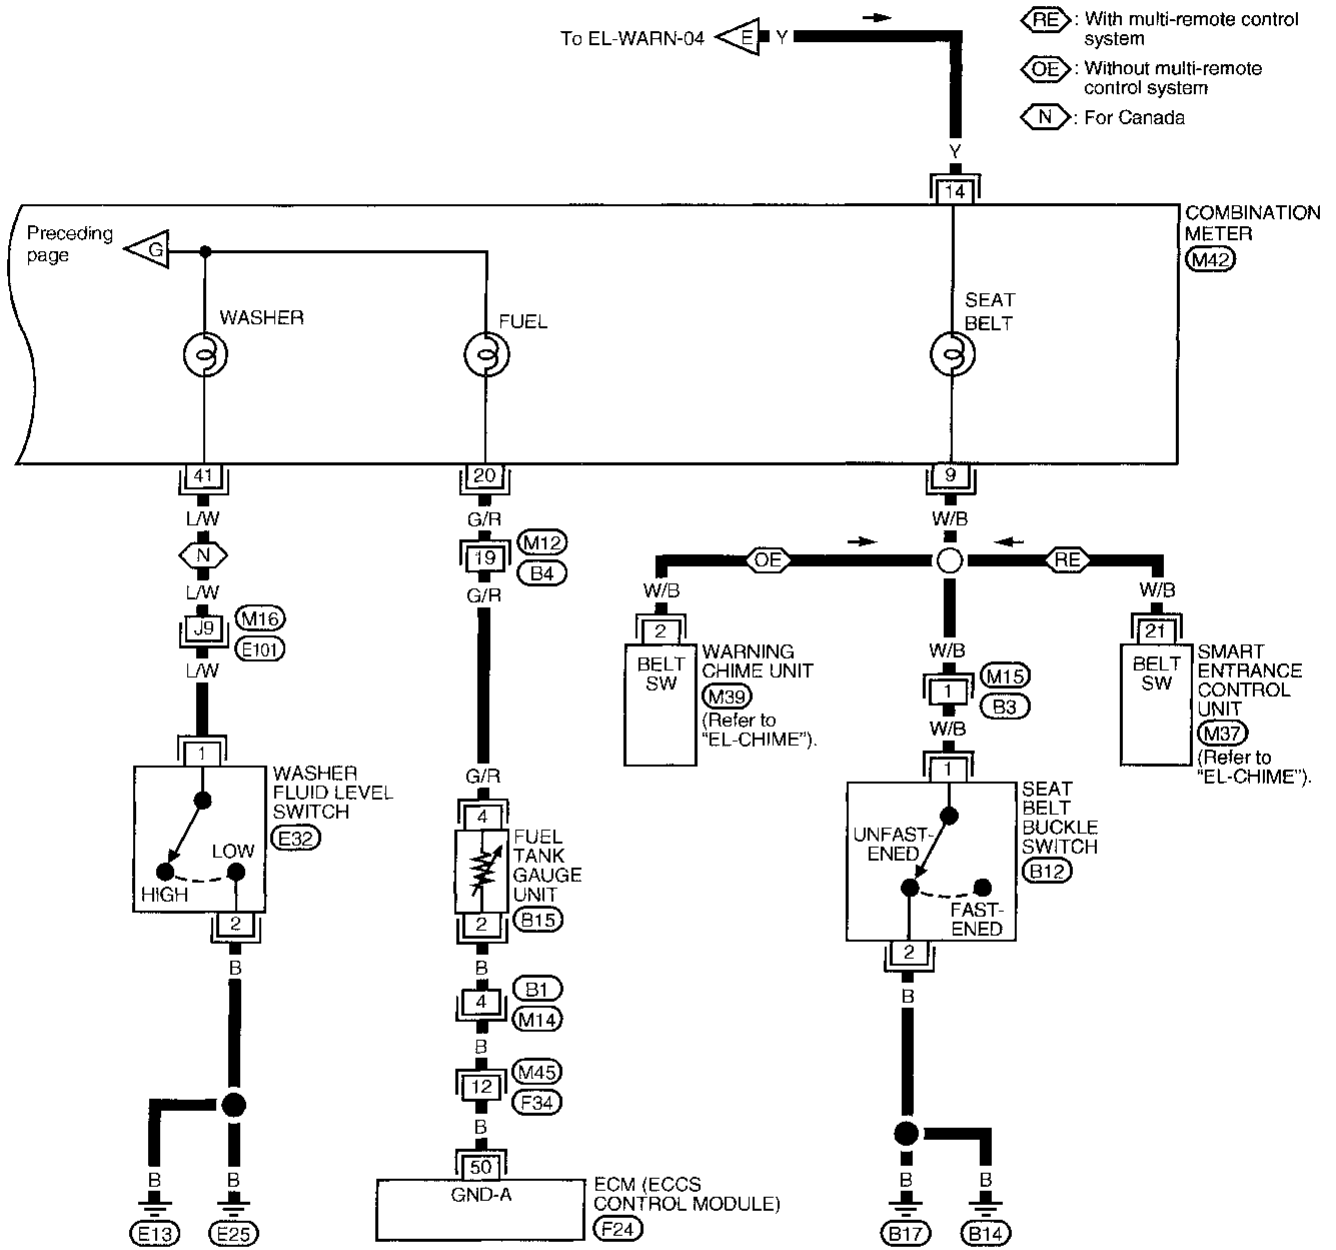 To EL-WARN-04
E
Y
RE : With multi-remote control
system
OE : Without multi-remote
control system
N : For Canada
Y
14
COMBINATION
METER
M42
Preceding
page
G
WASHER
FUEL
SEAT
BELT
41
20
9
L/W
G/R
W/B
N
19
M12
B4
OE
RE
L/W
G/R
W/B
W/B
J9
M16
E101
2
21
L/W
BELT
SW
WARNING
CHIME UNIT
M39
(Refer to
"EL-CHIME").
W/B
1
M15
B3
W/B
BELT
SW
SMART
ENTRANCE
CONTROL
UNIT
M37
(Refer to
"EL-CHIME").
1
WASHER
FLUID LEVEL
SWITCH
E32
LOW
HIGH
2
G/R
4
FUEL
TANK
GAUGE
UNIT
B15
2
1
SEAT
BELT
BUCKLE
SWITCH
B12
UNFAST-
ENED
FAST-
ENED
2
B
B
B
4
B1
M14
B
12
M45
F34
B
50
GND-A
ECM (ECCS
CONTROL MODULE)
F24
B
B
B
B
E13
E25
B17
B14